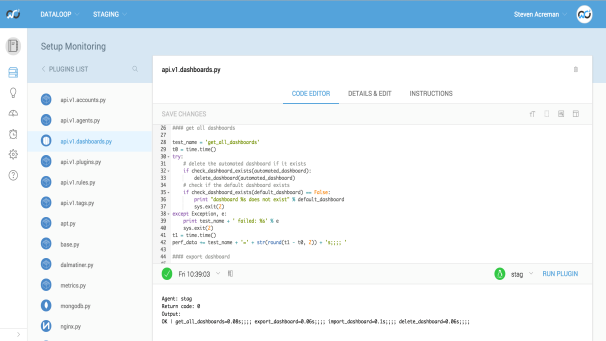 DATALOOP
STAGING
Steven Acreman
Setup Monitoring
PLUGINS LIST
api.v1.accounts.py
api.v1.agents.py
api.v1.dashboards.py
api.v1.plugins.py
api.v1.rules.py
api.v1.tags.py
apt.py
base.py
dalmatiner.py
metrics.py
mongodb.py
nginx.py
api.v1.dashboards.py
CODE EDITOR
DETAILS & EDIT
INSTRUCTIONS
SAVE CHANGES
26 #### get all dashboards
27
28 test_name = 'get_all_dashboards'
29 t0 = time.time()
30 try:
31 # delete the automated dashboard if it exists
32 if check_dashboard_exists(automated_dashboard):
33 delete_dashboard(automated_dashboard)
34 # check if the default dashboard exists
35 if check_dashboard_exists(default_dashboard) == False:
36 print "dashboard %s does not exist" % default_dashboard
37 sys.exit(2)
38 except Exception, e:
39 print test_name + ' failed: %s' % e
40 sys.exit(2)
41 t1 = time.time()
42 perf_data += test_name + '=' + str(round(t1 - t0, 2)) + 's;;;; '
43
44 #### export dashboard
45
Fri 10:39:03
stag
RUN PLUGIN
Agent: stag
Return code: 0
Output:
OK | get_all_dashboards=0.08s;;;; export_dashboard=0.06s;;;; import_dashboard=0.1s;;;; delete_dashboard=0.06s;;;;